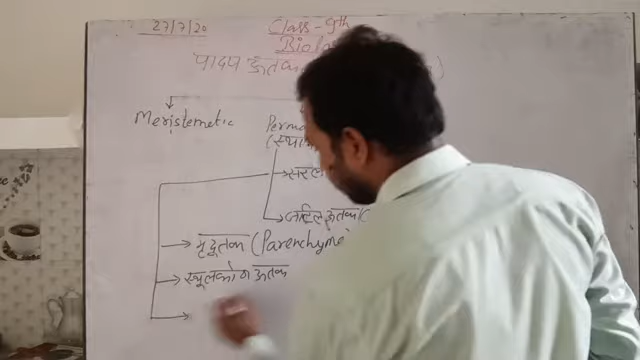 27/7/20
Class - 9th
Biolo
पादप ऊतक
Meristemetic
Perma
(स्था
सरल
जटिल ऊतक (C
मृदूतक (Parenchyma
स्थूलकोण ऊतक